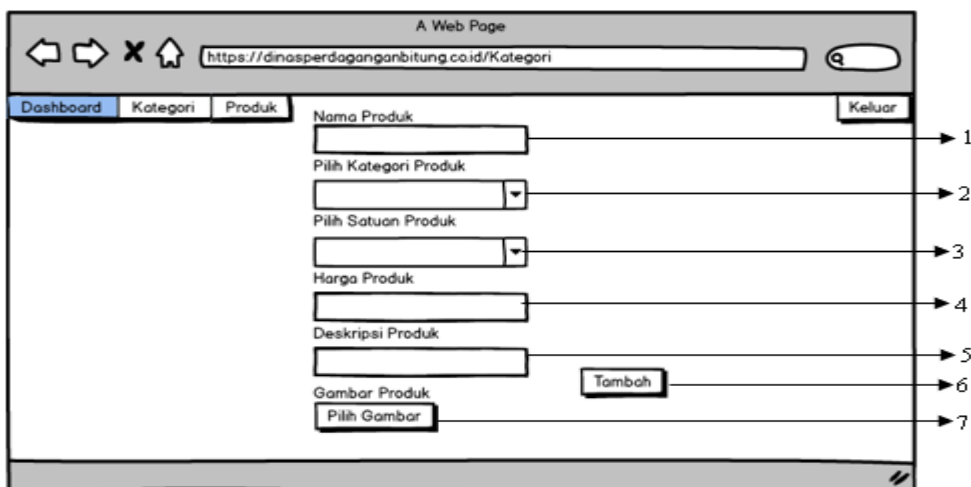 A Web Page
https://dinasperdaganganbitung.co.id/Kategori
Dashboard Kategori Produk Keluar
Nama Produk
1
Pilih Kategori Produk
2
Pilih Satuan Produk
3
Harga Produk
4
Deskripsi Produk
5
Tambah 6
Gambar Produk
Pilih Gambar 7